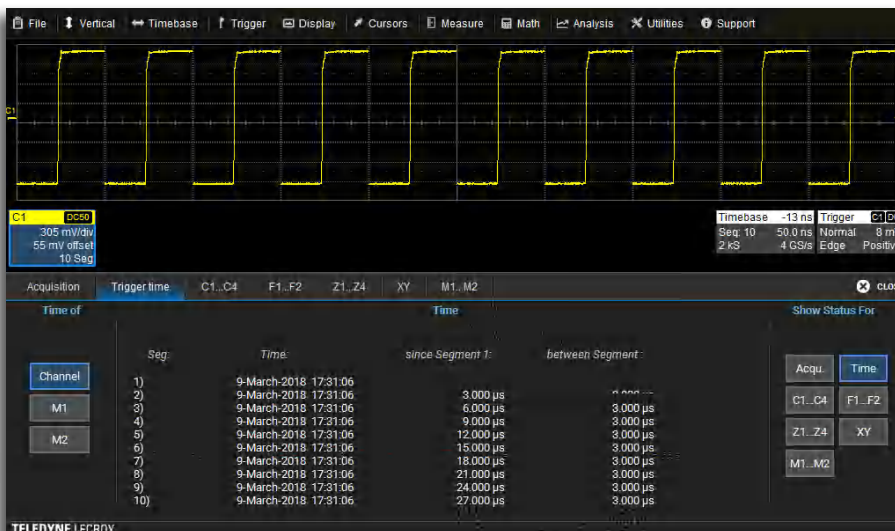 File Vertical Timebase Trigger Display Cursors Measure Math Analysis Utilities Support
C1
C1 DC50
305 mV/div
55 mV offset
10 Seg
Timebase -13 ns
Seq: 10 50.0 ns
2 kS 4 GS/s
Trigger C1
Normal 8 m
Edge Positiv
Acquisition Trigger time C1...C4 F1...F2 Z1...Z4 XY M1...M2 CLOS
Time of Time Show Status For
Channel
M1
M2
Seg: Time: since Segment 1: between Segment:
1) 9-March-2018 17:31:06
2) 9-March-2018 17:31:06 3.000 µs
3) 9-March-2018 17:31:06 6.000 µs 3.000 µs
4) 9-March-2018 17:31:06 9.000 µs 3.000 µs
5) 9-March-2018 17:31:06 12.000 µs 3.000 µs
6) 9-March-2018 17:31:06 15.000 µs 3.000 µs
7) 9-March-2018 17:31:06 18.000 µs 3.000 µs
8) 9-March-2018 17:31:06 21.000 µs 3.000 µs
9) 9-March-2018 17:31:06 24.000 µs 3.000 µs
10) 9-March-2018 17:31:06 27.000 µs 3.000 µs
Acqu. Time
C1...C4 F1...F2
Z1...Z4 XY
M1...M2
TELEDYNE LECROY